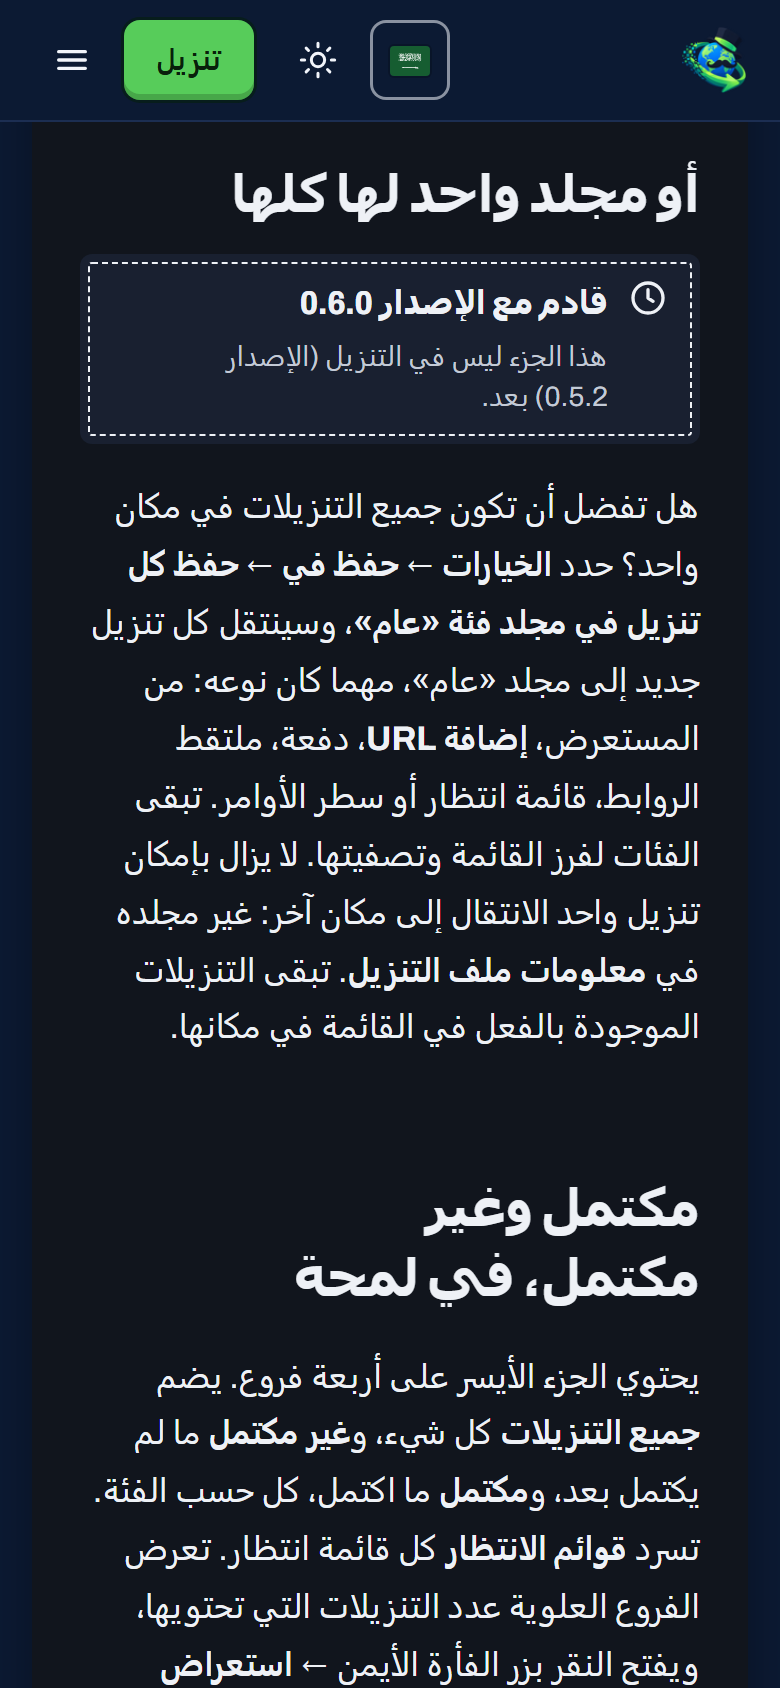 تنزيل
أو مجلد واحد لها كلها
قادم مع الإصدار 0.6.0
هذا الجزء ليس في التنزيل (الإصدار
0.5.2) بعد.
هل تفضل أن تكون جميع التنزيلات في مكان
واحد؟ حدد الخيارات ← حفظ في ← حفظ كل
تنزيل في مجلد فئة «عام»، وسينتقل كل تنزيل
جديد إلى مجلد «عام»، مهما كان نوعه: من
المستعرض، إضافة URL، دفعة، ملتقط
الروابط، قائمة انتظار أو سطر الأوامر. تبقى
الفئات لفرز القائمة وتصفيتها. لا يزال بإمكان
تنزيل واحد الانتقال إلى مكان آخر: غير مجلده
في معلومات ملف التنزيل. تبقى التنزيلات
الموجودة بالفعل في القائمة في مكانها.
مكتمل وغير
مكتمل، في لمحة
يحتوي الجزء الأيسر على أربعة فروع. يضم
جميع التنزيلات كل شيء، وغير مكتمل ما لم
يكتمل بعد، ومكتمل ما اكتمل، كل حسب الفئة.
تسرد قوائم الانتظار كل قائمة انتظار. تعرض
الفروع العلوية عدد التنزيلات التي تحتويها،
ويفتح النقر بزر الفأرة الأيمن ← استعراض